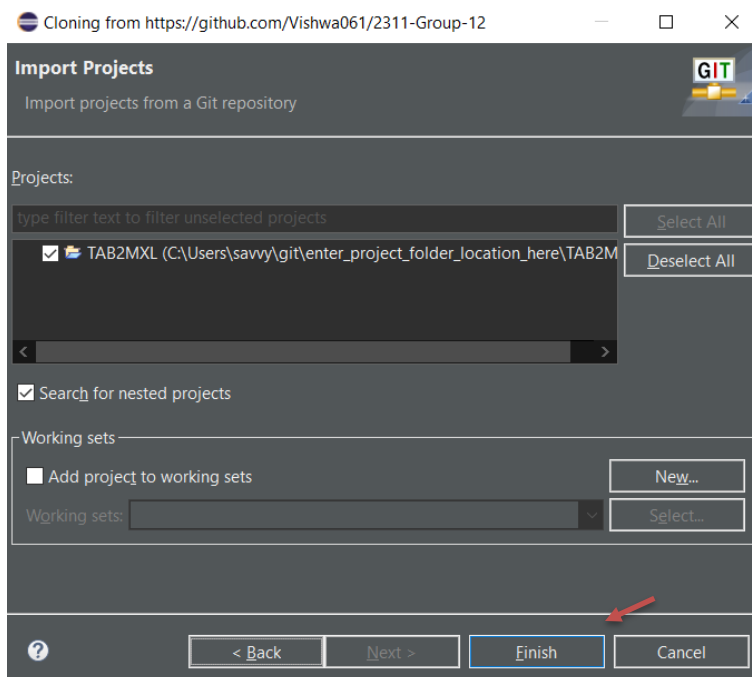 Cloning from https://github.com/Vishwa061/2311-Group-12
Import Projects
GIT
Import projects from a Git repository
Projects:
type filter text to filter unselected projects
Select All
TAB2MXL (C:\Users\savvy\git\enter_project_folder_location_here\TAB2M
Deselect All
Search for nested projects
Working sets
Add project to working sets
New...
Working sets:
Select...
?
< Back
Next >
Finish
Cancel